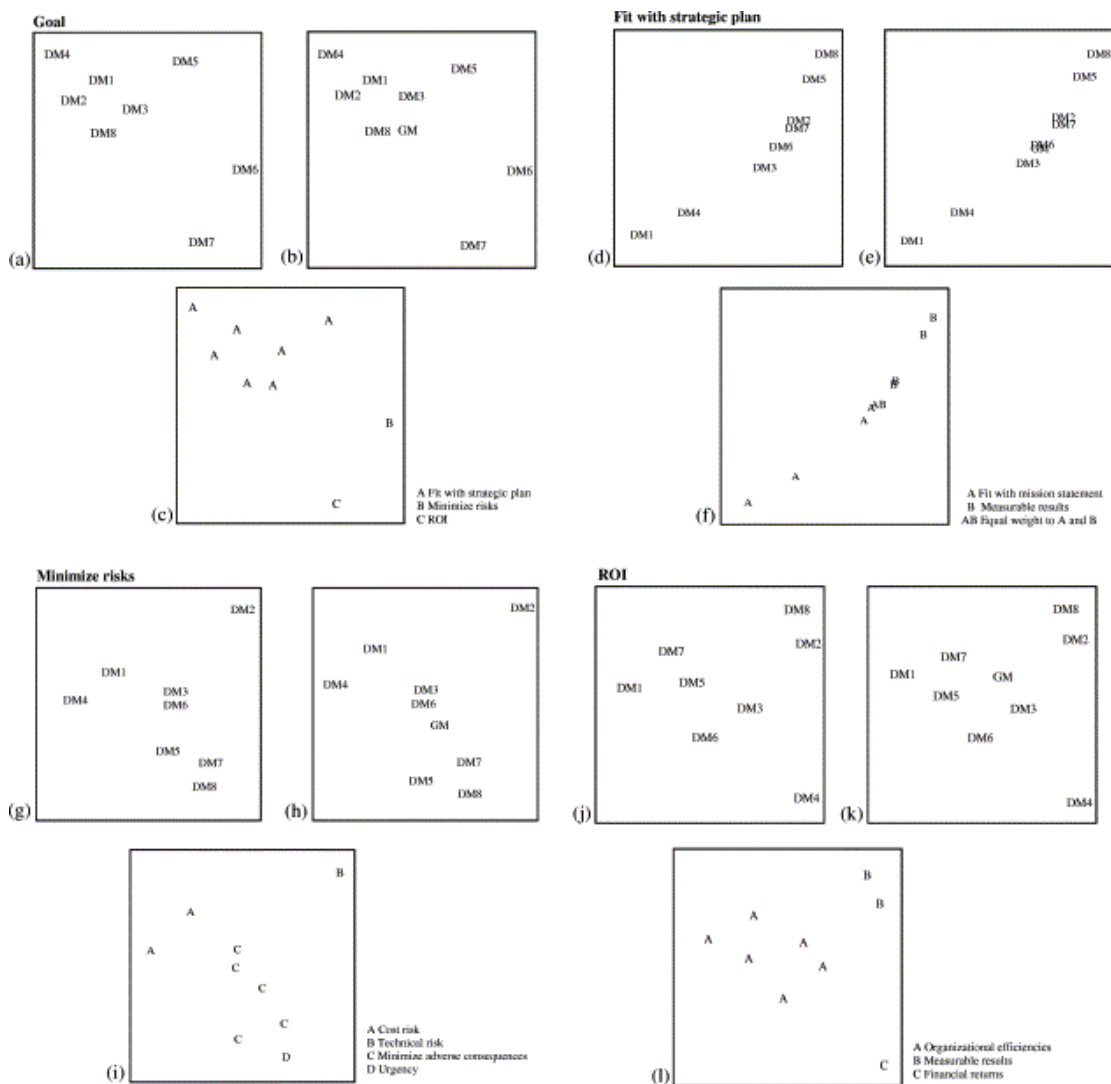 Goal
DM4
DM5
DM1
DM2
DM3
DM8
DM6
DM7
(a)
DM4
DM5
DM1
DM2
DM3
DM8
GM
DM6
DM7
(b)
A
A
A
A
A
A
A
B
C
(c)
A Fit with strategic plan
B Minimize risks
C ROI
Fit with strategic plan
DM8
DM5
DM2
DM7
DM6
DM3
DM4
DM1
(d)
DM8
DM5
DM2
DM7
DM6
GM
DM3
DM4
DM1
(e)
B
B
B
B
AB
A
A
A
A
(f)
A Fit with mission statement
B Measurable results
AB Equal weight to A and B
Minimize risks
DM2
DM1
DM4
DM3
DM6
DM5
DM7
DM8
(g)
DM2
DM1
DM4
DM3
DM6
GM
DM7
DM5
DM8
(h)
B
A
A
C
C
C
C
C
D
(i)
A Cost risk
B Technical risk
C Minimize adverse consequences
D Urgency
ROI
DM8
DM2
DM7
DM5
DM1
DM3
DM6
DM4
(j)
DM8
DM2
DM7
DM1
GM
DM5
DM3
DM6
DM4
(k)
B
B
A
A
A
A
A
A
C
(l)
A Organizational efficiencies
B Measurable results
C Financial returns